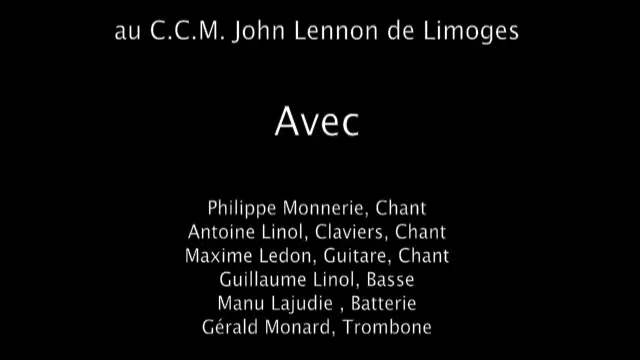 au C.C.M. John Lennon de Limoges
Avec
Philippe Monnerie, Chant
Antoine Linol, Claviers, Chant
Maxime Ledon, Guitare, Chant
Guillaume Linol, Basse
Manu Lajudie , Batterie
Gérald Monard, Trombone